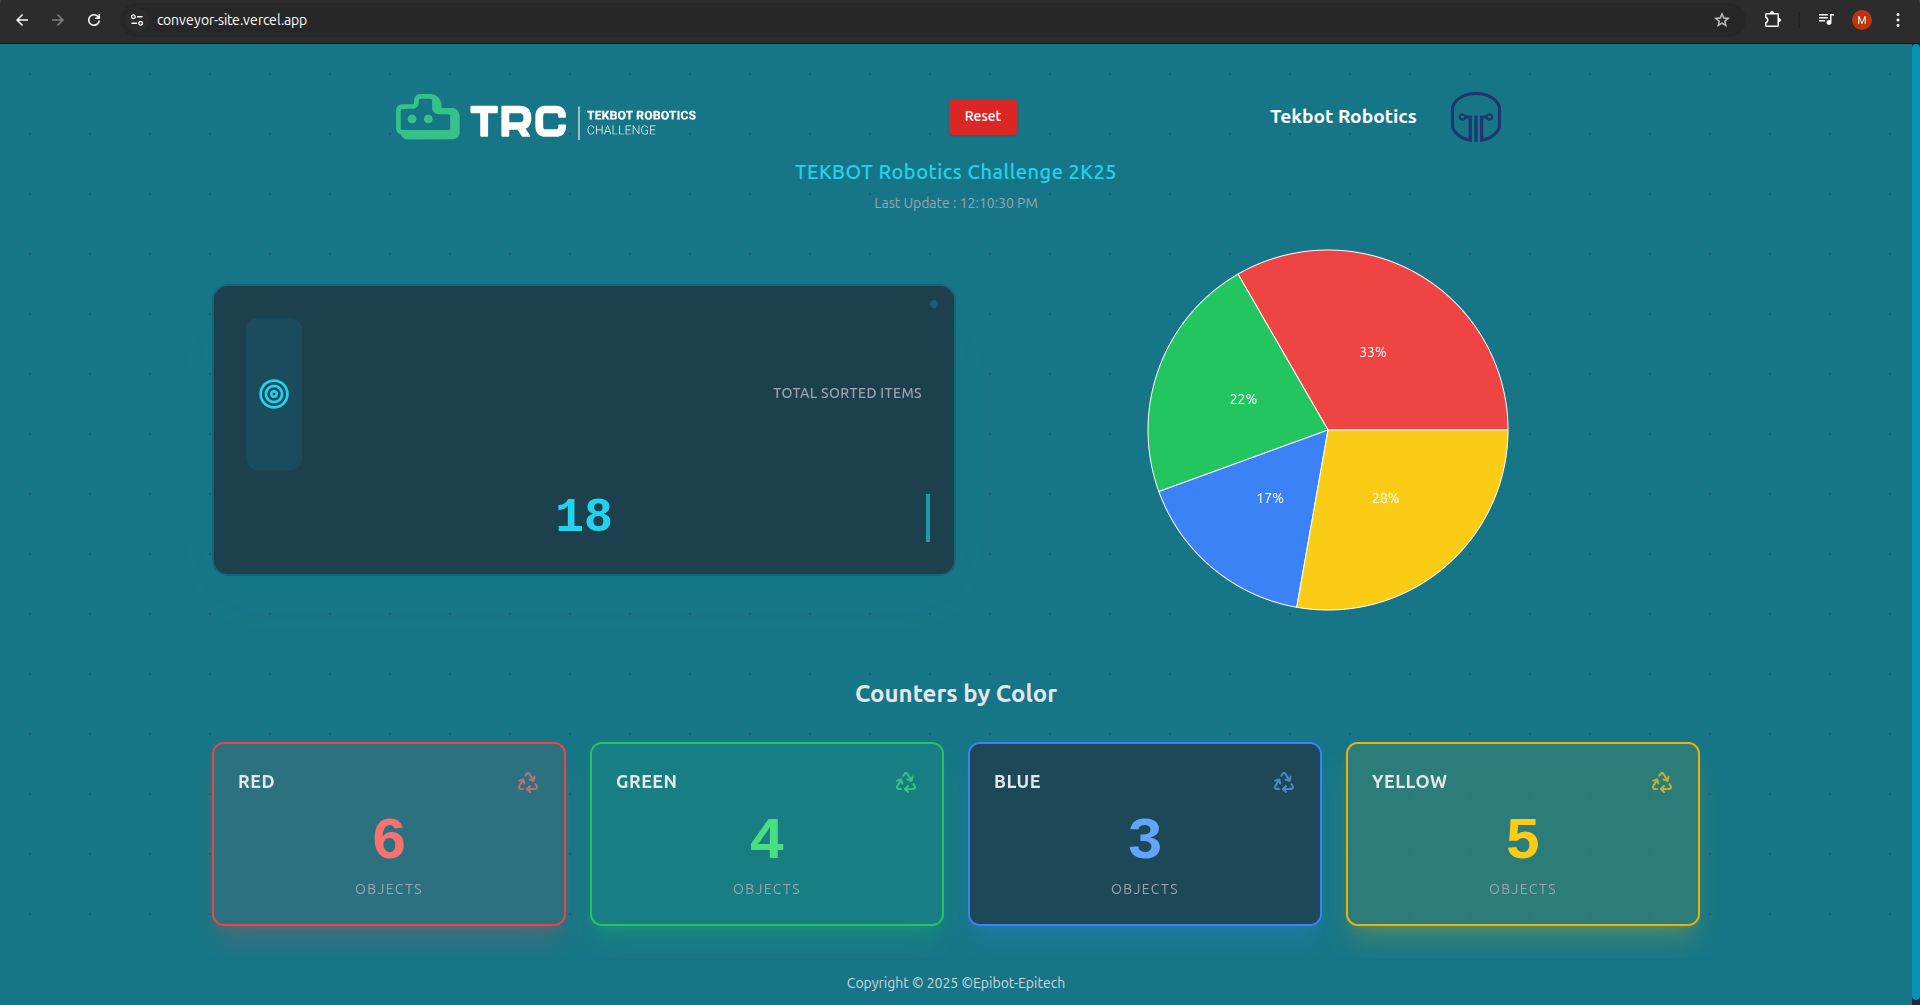 conveyor-site.vercel.app
M
TRC
TEKBOT ROBOTICS
CHALLENGE
Reset
Tekbot Robotics
TEKBOT Robotics Challenge 2K25
Last Update : 12:10:30 PM
TOTAL SORTED ITEMS
18
33%
22%
17%
28%
Counters by Color
RED
6
OBJECTS
GREEN
4
OBJECTS
BLUE
3
OBJECTS
YELLOW
5
OBJECTS
Copyright © 2025 ©Epibot-Epitech